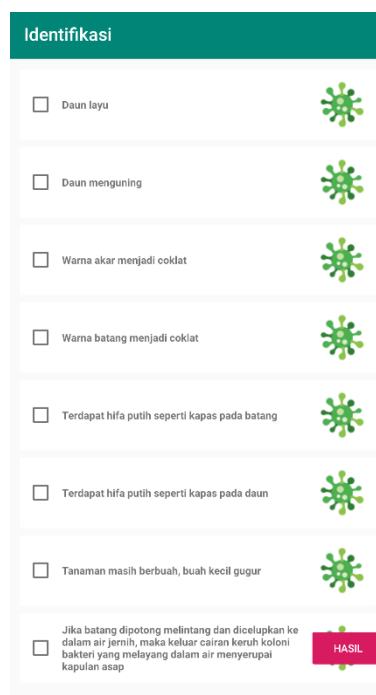 Identifikasi
Daun layu
Daun menguning
Warna akar menjadi coklat
Warna batang menjadi coklat
Terdapat hifa putih seperti kapas pada batang
Terdapat hifa putih seperti kapas pada daun
Tanaman masih berbuah, buah kecil gugur
Jika batang dipotong melintang dan dicelupkan ke
dalam air jernih, maka keluar cairan keruh koloni
bakteri yang melayang dalam air menyerupai
kapulan asap
HASIL